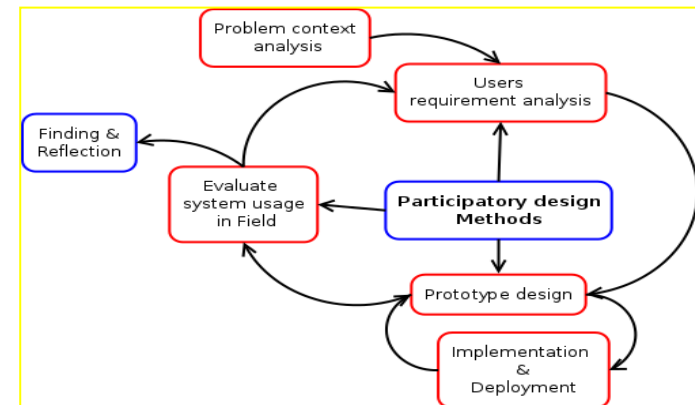 Problem context
analysis
Users
requirement analysis
Finding &
Reflection
Evaluate
system usage
in Field
Participatory design
Methods
Prototype design
Implementation
&
Deployment